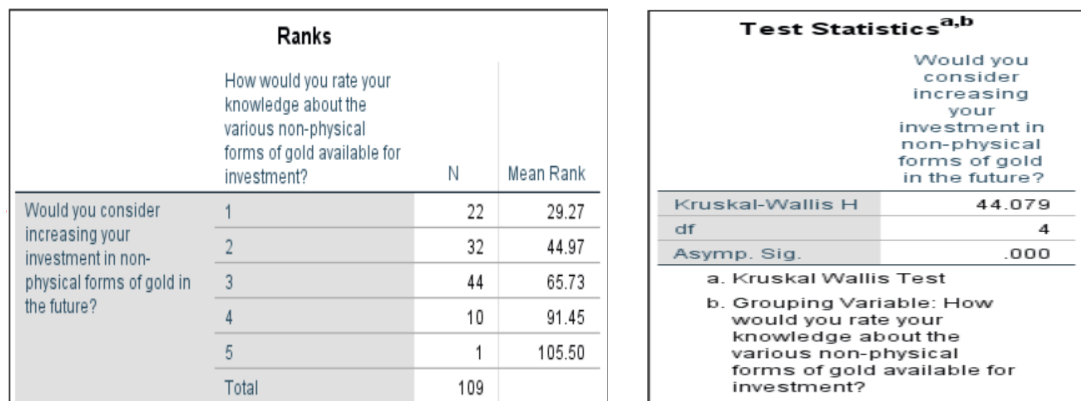 Ranks
How would you rate your
knowledge about the
various non-physical
forms of gold available for
investment? N Mean Rank
Would you consider
increasing your
investment in non-
physical forms of gold in
the future?
1 22 29.27
2 32 44.97
3 44 65.73
4 10 91.45
5 1 105.50
Total 109
Test Statisticsa,b
Would you
consider
increasing
your
investment in
non-physical
forms of gold
in the future?
Kruskal-Wallis H 44.079
df 4
Asymp. Sig. .000
a. Kruskal Wallis Test
b. Grouping Variable: How
would you rate your
knowledge about the
various non-physical
forms of gold available for
investment?